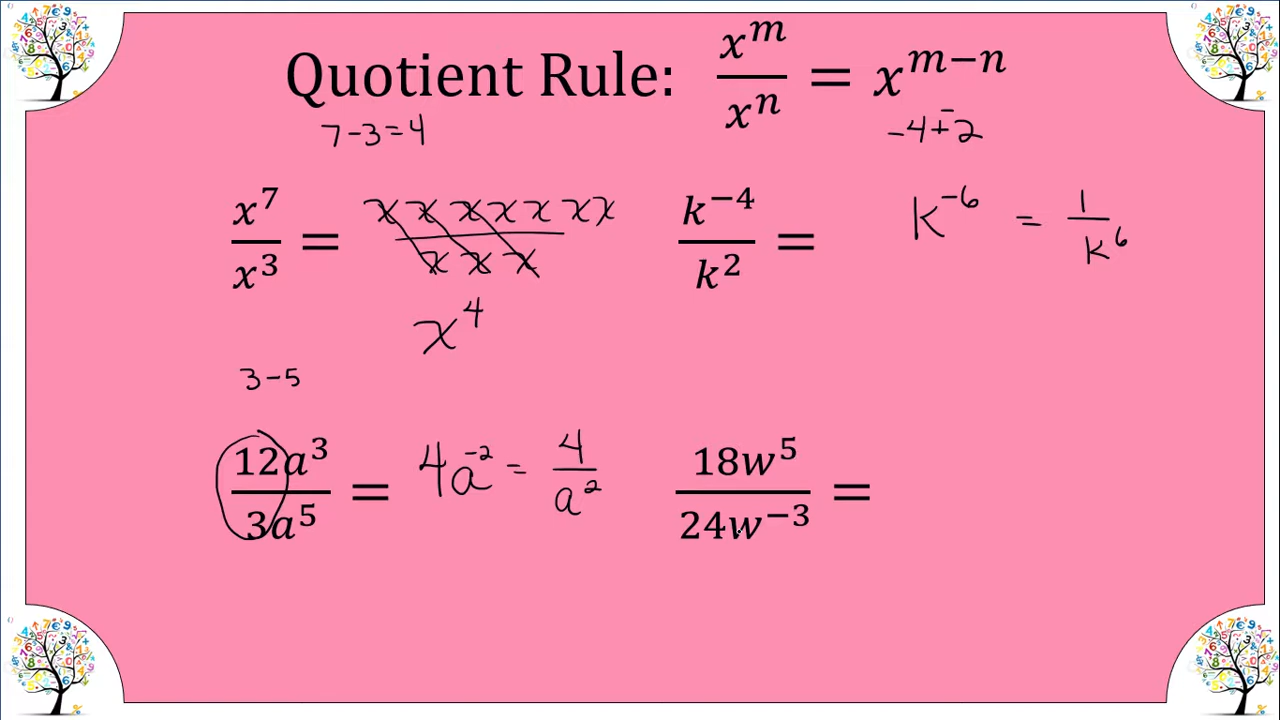 Quotient Rule: x^m/x^n = x^{m-n}
7-3=4
-4+-2
x^7/x^3 = xxxxxxx/xxx
x^4
k^{-4}/k^2 = k^{-6} = 1/k^6
3-5
12a^3/3a^5 = 4a^{-2} = 4/a^2
18w^5/24w^{-3} =